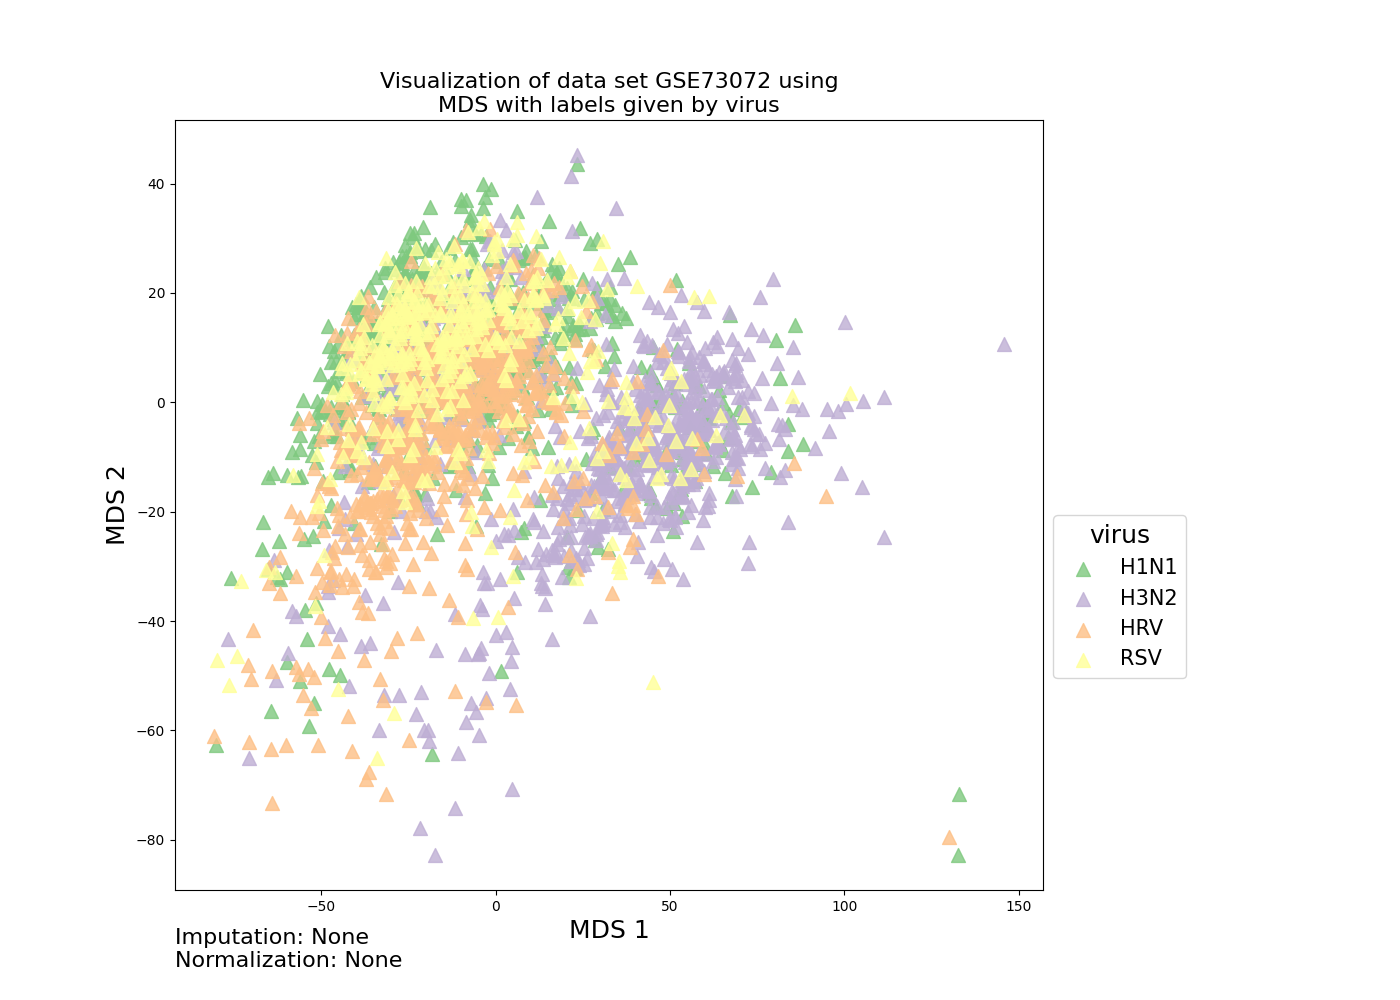 Visualization of data set GSE73072 using
MDS with labels given by virus
40
20
0
−20
−40
−60
−80
MDS 2
−50
0
50
100
150
MDS 1
virus
H1N1
H3N2
HRV
RSV
Imputation: None
Normalization: None